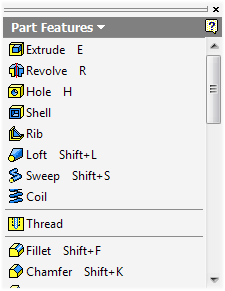 Part Features
Extrude E
Revolve R
Hole H
Shell
Rib
Loft Shift+L
Sweep Shift+S
Coil
Thread
Fillet Shift+F
Chamfer Shift+K